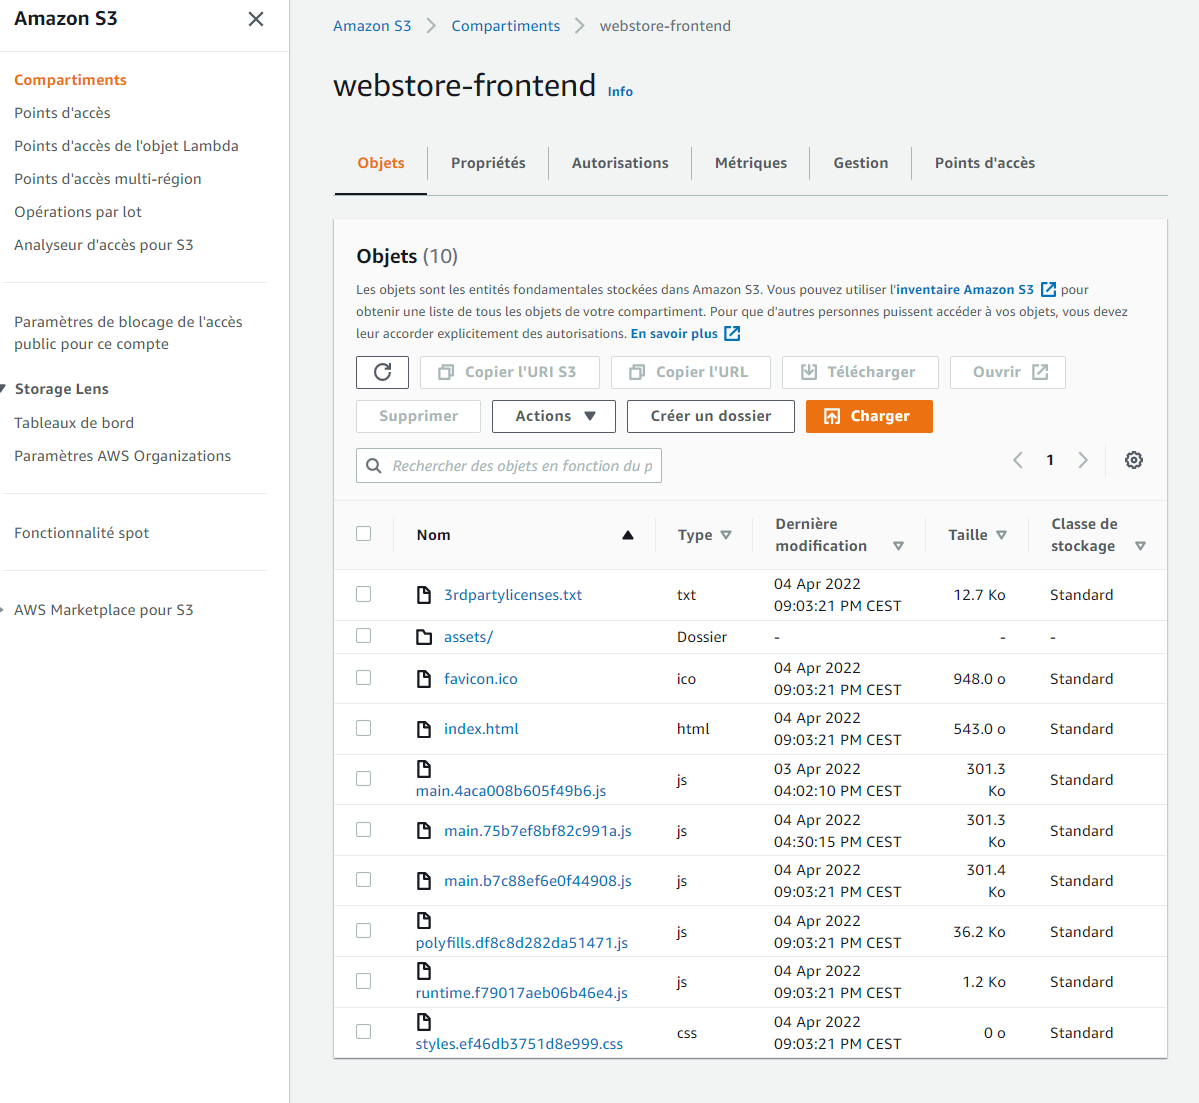 Amazon S3
Compartiments
Points d'accès
Points d'accès de l'objet Lambda
Points d'accès multi-région
Opérations par lot
Analyseur d'accès pour S3
Paramètres de blocage de l'accès
public pour ce compte
Storage Lens
Tableaux de bord
Paramètres AWS Organizations
Fonctionnalité spot
AWS Marketplace pour S3
Amazon S3 Compartiments webstore-frontend
webstore-frontend Info
Objets Propriétés Autorisations Métriques Gestion Points d'accès
Objets (10)
Les objets sont les entités fondamentales stockées dans Amazon S3. Vous pouvez utiliser l'inventaire Amazon S3 pour
obtenir une liste de tous les objets de votre compartiment. Pour que d'autres personnes puissent accéder à vos objets, vous devez
leur accorder explicitement des autorisations. En savoir plus
Copier l'URI S3 Copier l'URL Télécharger Ouvrir
Supprimer Actions Créer un dossier Charger
Rechercher des objets en fonction du p
1
Nom Type Dernière modification Taille Classe de stockage
3rdpartylicenses.txt txt 04 Apr 2022 09:03:21 PM CEST 12.7 Ko Standard
assets/ Dossier - - -
favicon.ico ico 04 Apr 2022 09:03:21 PM CEST 948.0 o Standard
index.html html 04 Apr 2022 09:03:21 PM CEST 543.0 o Standard
main.4aca008b605f49b6.js js 03 Apr 2022 04:02:10 PM CEST 301.3 Ko Standard
main.75b7ef8bf82c991a.js js 04 Apr 2022 04:30:15 PM CEST 301.3 Ko Standard
main.b7c88ef6e0f44908.js js 04 Apr 2022 09:03:21 PM CEST 301.4 Ko Standard
polyfills.df8c8d282da51471.js js 04 Apr 2022 09:03:21 PM CEST 36.2 Ko Standard
runtime.f79017aeb06b46e4.js js 04 Apr 2022 09:03:21 PM CEST 1.2 Ko Standard
styles.ef46db3751d8e999.css css 04 Apr 2022 09:03:21 PM CEST 0 o Standard